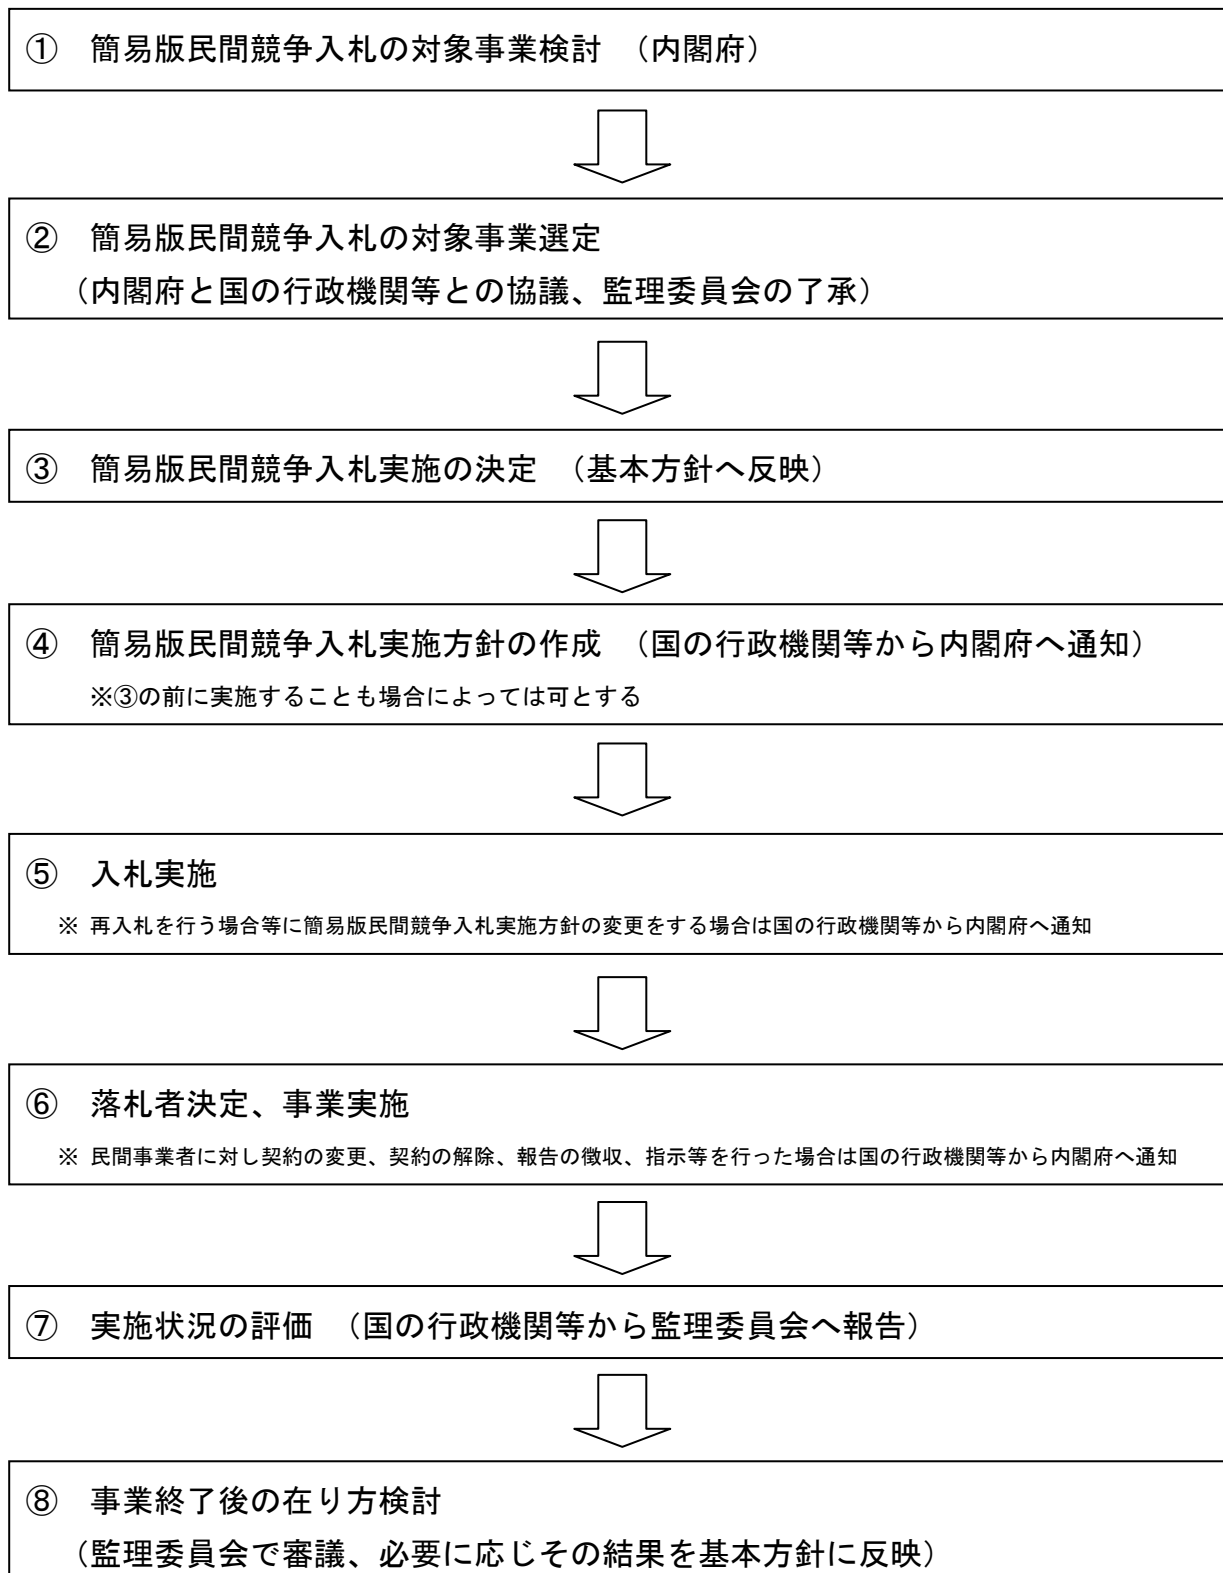 ① 簡易版民間競争入札の対象事業検討 （内閣府）
② 簡易版民間競争入札の対象事業選定
（内閣府と国の行政機関等との協議、監理委員会の了承）
③ 簡易版民間競争入札実施の決定 （基本方針へ反映）
④ 簡易版民間競争入札実施方針の作成 （国の行政機関等から内閣府へ通知）
※③の前に実施することも場合によっては可とする
⑤ 入札実施
※ 再入札を行う場合等に簡易版民間競争入札実施方針の変更をする場合は国の行政機関等から内閣府へ通知
⑥ 落札者決定、事業実施
※ 民間事業者に対し契約の変更、契約の解除、報告の徴収、指示等を行った場合は国の行政機関等から内閣府へ通知
⑦ 実施状況の評価 （国の行政機関等から監理委員会へ報告）
⑧ 事業終了後の在り方検討
（監理委員会で審議、必要に応じその結果を基本方針に反映）